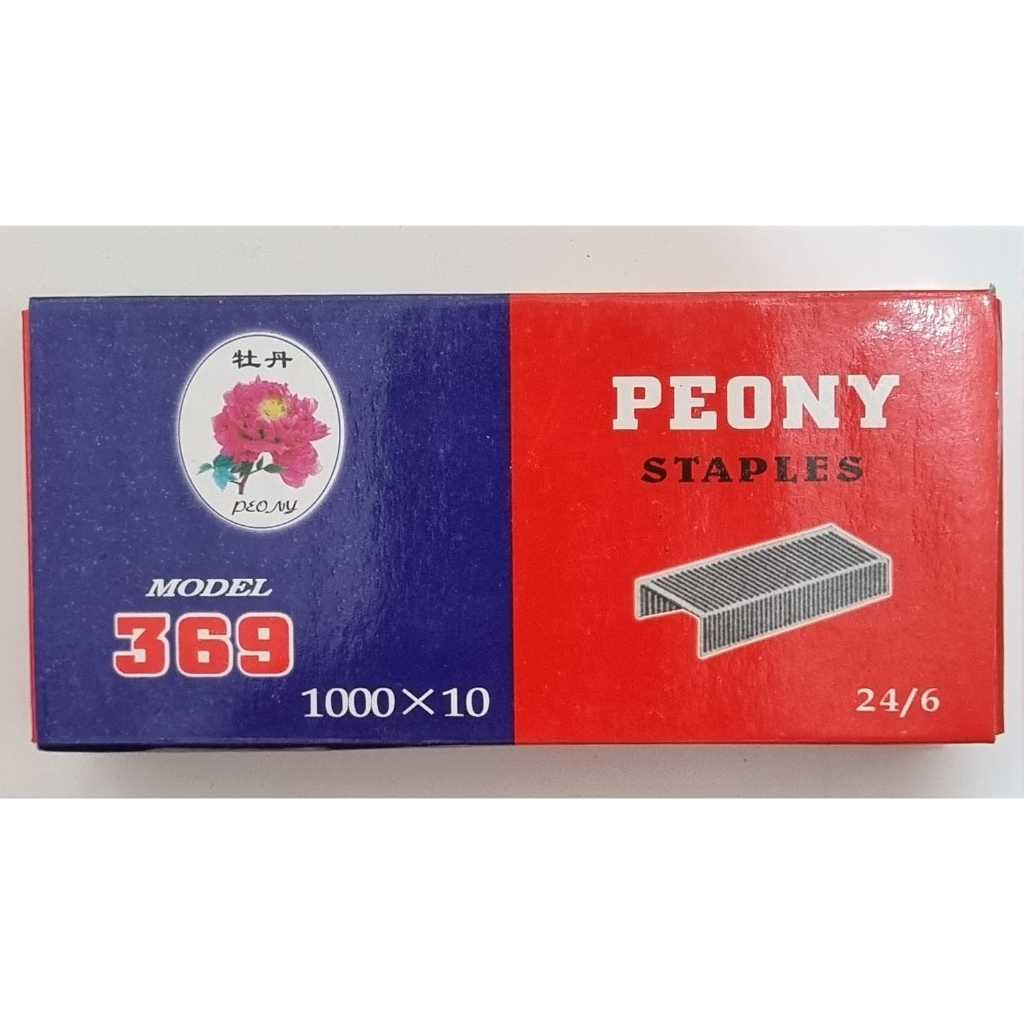 牡丹
PEONY
MODEL
369
1000×10
PEONY
STAPLES
24/6